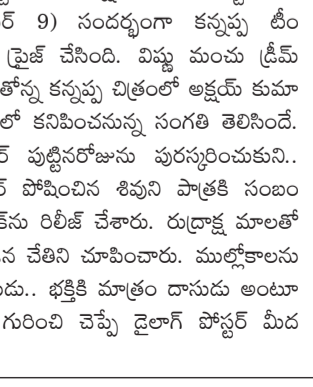 ర్ 9) సందర్భంగా కన్నప్ప టీం
ప్రైజ్ చేసింది. విష్ణు మంచు డ్రీమ్
తోన్న కన్నప్ప చిత్రంలో అక్షయ్ కుమా
లో కనిపించనున్న సంగతి తెలిసిందే.
ర్ పుట్టినరోజును పురస్కరించుకుని..
ర్ పోషించిన శివుని పాత్రకి సంబం
క్‌ను రిలీజ్ చేశారు. రుద్రాక్ష మాలతో
న చేతిని చూపించారు. ముల్లోకాలను
డు.. భక్తికి మాత్రం దాసుడు అంటూ
గురించి చెప్పే డైలాగ్ పోస్టర్ మీద